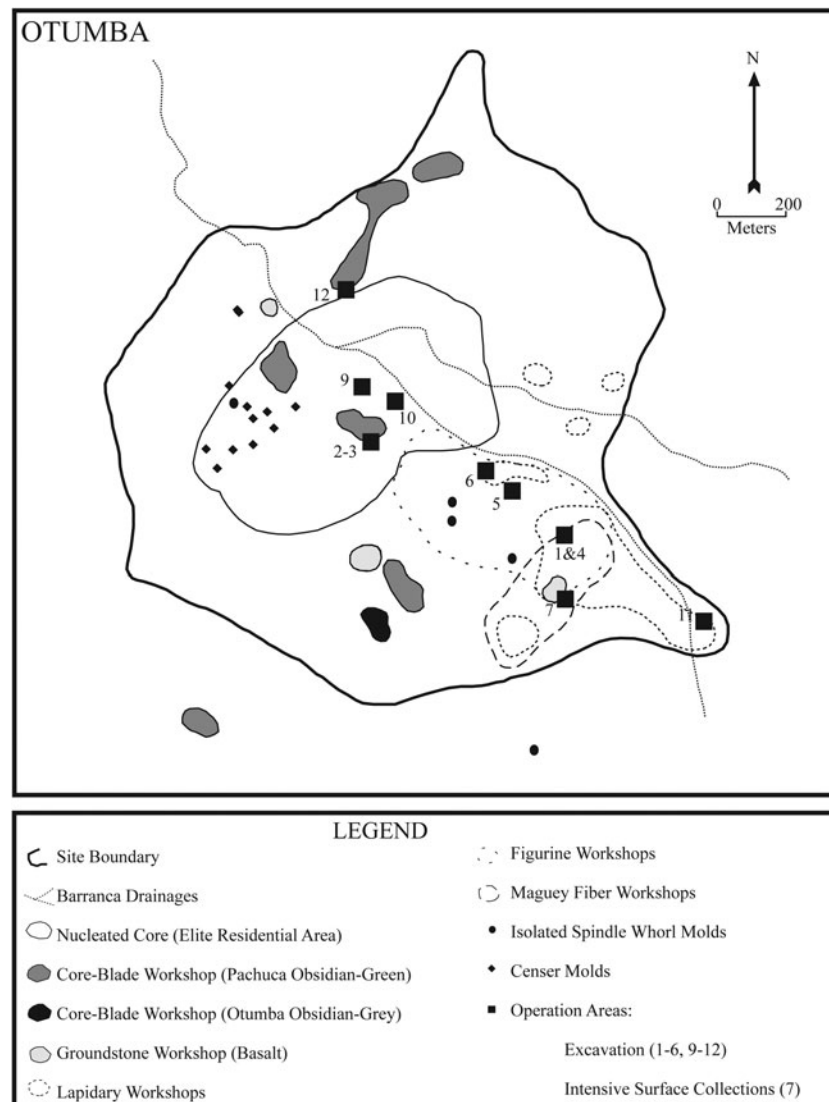 OTUMBA
N
0 200
Meters
12
9
10
2-3
6
5
1&4
7
11
LEGEND
Site Boundary
Barranca Drainages
Nucleated Core (Elite Residential Area)
Core-Blade Workshop (Pachuca Obsidian-Green)
Core-Blade Workshop (Otumba Obsidian-Grey)
Groundstone Workshop (Basalt)
Lapidary Workshops
Figurine Workshops
Maguey Fiber Workshops
Isolated Spindle Whorl Molds
Censer Molds
Operation Areas:
Excavation (1-6, 9-12)
Intensive Surface Collections (7)